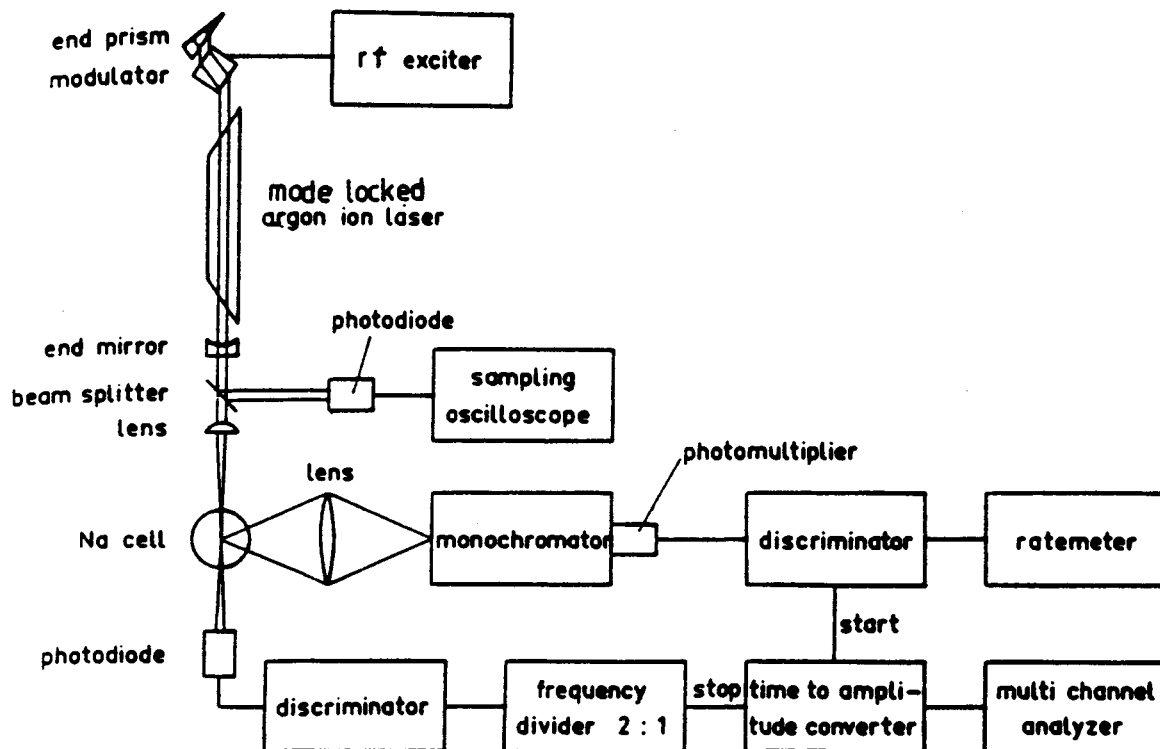 end prism
modulator
rf exciter
mode locked
argon ion laser
photodiode
end mirror
beam splitter
lens
sampling
oscilloscope
photomultiplier
lens
Na cell
monochromator
discriminator
ratemeter
start
photodiode
discriminator
frequency
divider 2 : 1
stop
time to ampli-
tude converter
multi channel
analyzer